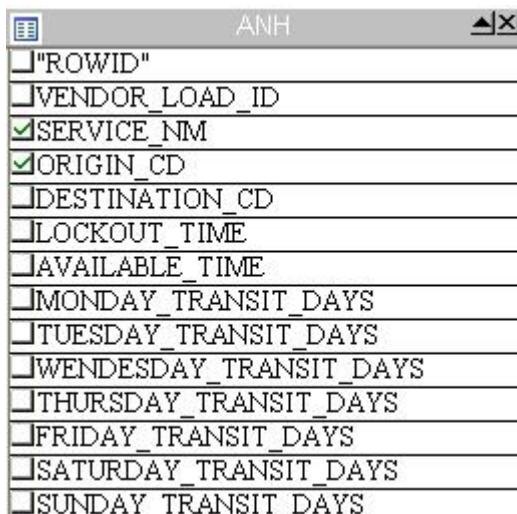 ANH
"ROWID"
VENDOR_LOAD_ID
SERVICE_NM
ORIGIN_CD
DESTINATION_CD
LOCKOUT_TIME
AVAILABLE_TIME
MONDAY_TRANSIT_DAYS
TUESDAY_TRANSIT_DAYS
WENDESDAY_TRANSIT_DAYS
THURSDAY_TRANSIT_DAYS
FRIDAY_TRANSIT_DAYS
SATURDAY_TRANSIT_DAYS
SUNDAY_TRANSIT_DAYS